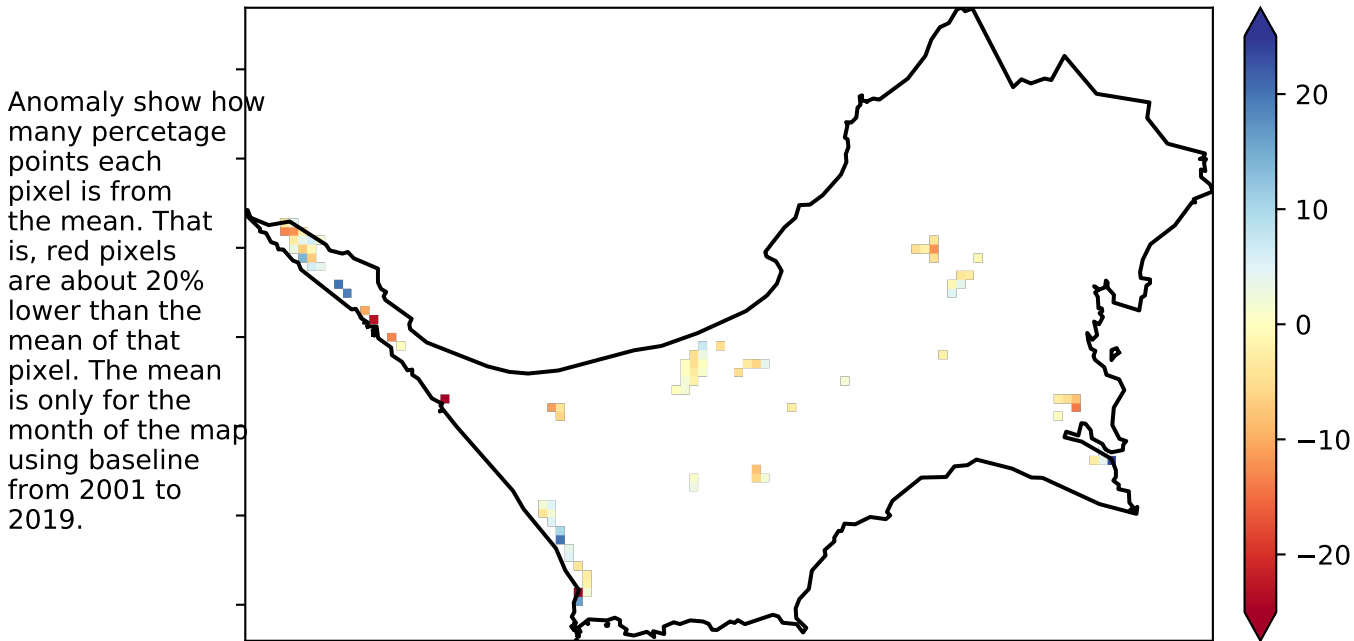 Anomaly show how
many percetage
points each
pixel is from
the mean. That
is, red pixels
are about 20%
lower than the
mean of that
pixel. The mean
is only for the
month of the map
using baseline
from 2001 to
2019.
20
10
0
−10
−20